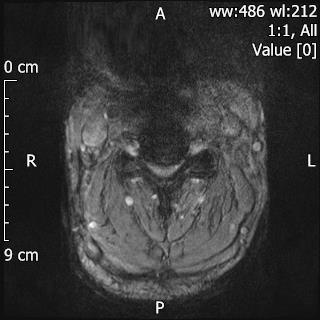 A
ww:486 wl:212
1:1, All
Value [0]
0 cm
R
L
9 cm
P